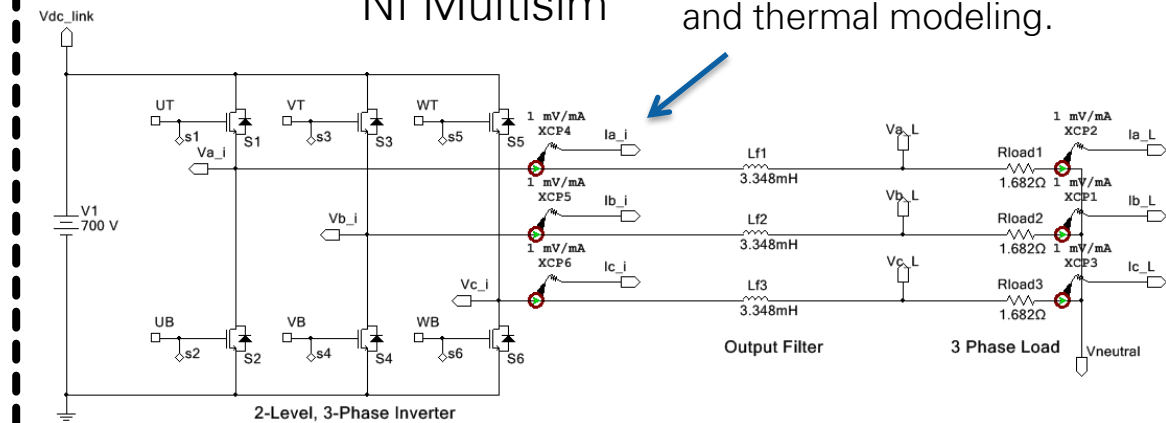 NI Multisim
and thermal modeling.
Vdc_link
UT
s1
S1
VT
s3
S3
WT
s5
S5
Va_i
1 mV/mA
XCP4
Ia_i
Va_L
Lf1
3.348mH
Rload1
1.682Ω
1 mV/mA
XCP2
Ia_L
V1
700 V
Vb_i
1 mV/mA
XCP5
Ib_i
Vb_L
Lf2
3.348mH
Rload2
1.682Ω
1 mV/mA
XCP1
Ib_L
Vc_i
1 mV/mA
XCP6
Ic_i
Vc_L
Lf3
3.348mH
Rload3
1.682Ω
1 mV/mA
XCP3
Ic_L
UB
s2
S2
VB
s4
S4
WB
s6
S6
Output Filter
3 Phase Load
Vneutral
2-Level, 3-Phase Inverter